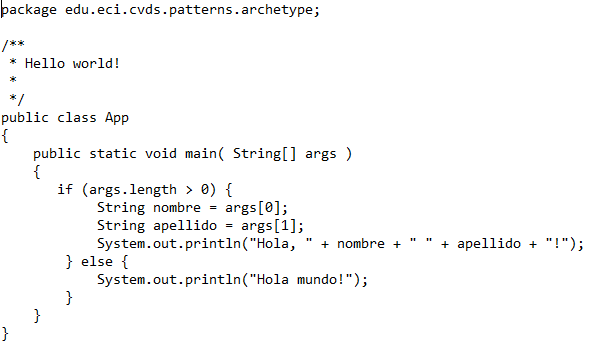 package edu.eci.cvds.patterns.archetype;

/**
 * Hello world!
 *
 */
public class App
{
    public static void main( String[] args )
    {
       if (args.length > 0) {
            String nombre = args[0];
            String apellido = args[1];
            System.out.println("Hola, " + nombre + " " + apellido + "!");
        } else {
            System.out.println("Hola mundo!");
        }
    }
}